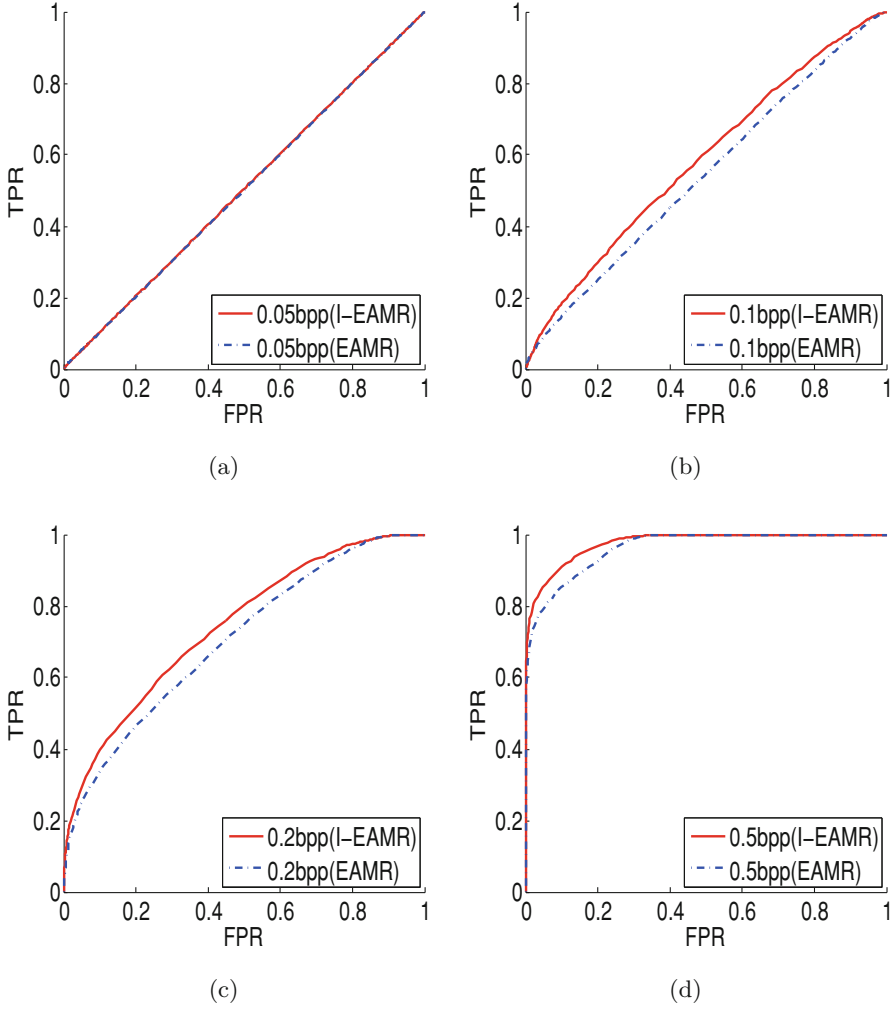 1
0.8
0.6
0.4
0.2
0
TPR
0 0.2 0.4 0.6 0.8 1
FPR
0.05bpp(I-EAMR)
0.05bpp(EAMR)
(a)
1
0.8
0.6
0.4
0.2
0
TPR
0 0.2 0.4 0.6 0.8 1
FPR
0.1bpp(I-EAMR)
0.1bpp(EAMR)
(b)
1
0.8
0.6
0.4
0.2
0
TPR
0 0.2 0.4 0.6 0.8 1
FPR
0.2bpp(I-EAMR)
0.2bpp(EAMR)
(c)
1
0.8
0.6
0.4
0.2
0
TPR
0 0.2 0.4 0.6 0.8 1
FPR
0.5bpp(I-EAMR)
0.5bpp(EAMR)
(d)